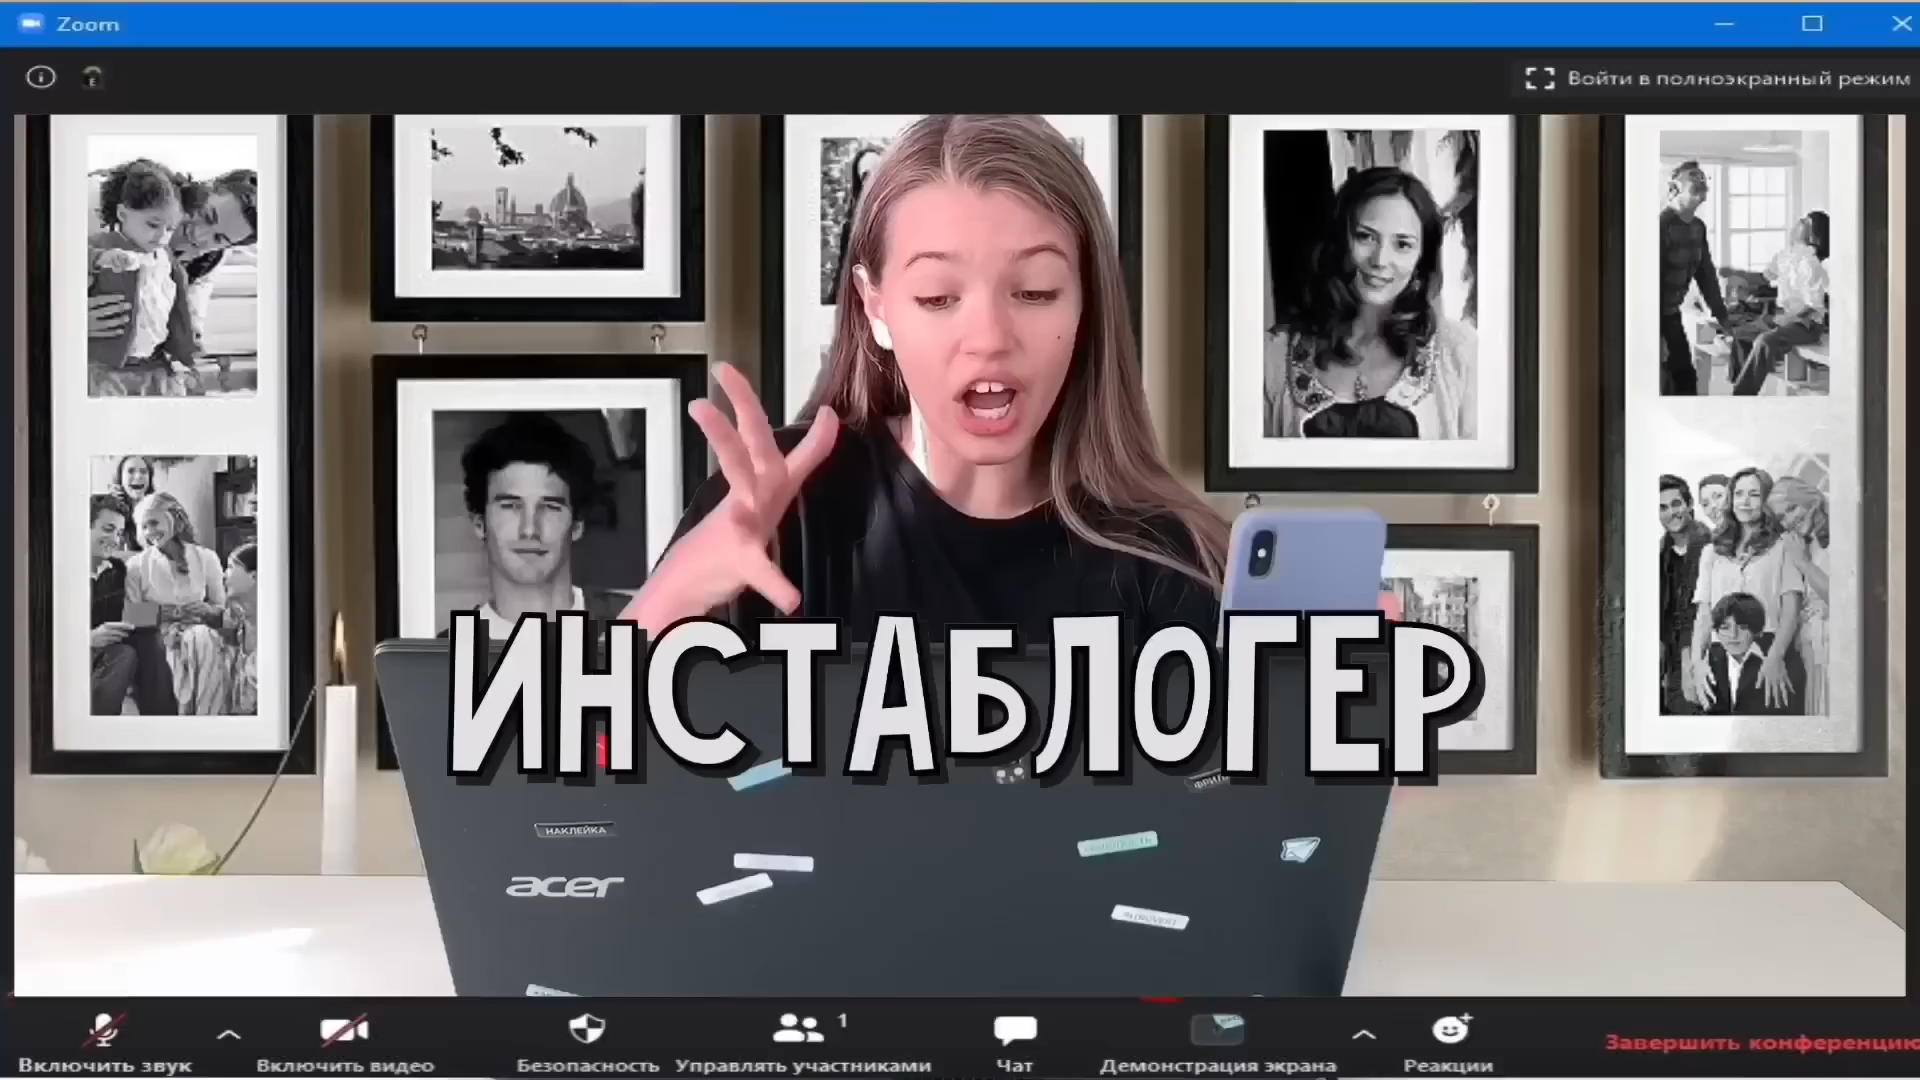 Zoom
Войти в полноэкранный режим
ИНСТАБЛОГЕР
НАКЛЕЙКА
acer
1
Включить звук
Включить видео
Безопасность
Управлять участниками
Чат
Демонстрация экрана
Реакции
Завершить конференцию